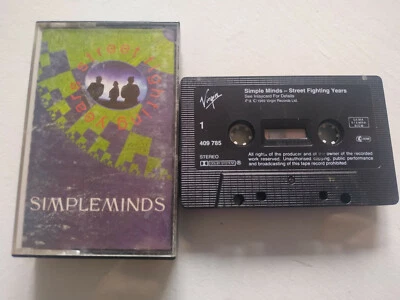 street fighting years
SIMPLEMINDS
Virgin
Simple Minds – Street Fighting Years
See Inlaycard For Details
1
409 785
STEREO
All rights of the producer and of the owner of the recorded
work reserved. Unauthorised copying, public performance
and broadcasting of this tape record prohibited.